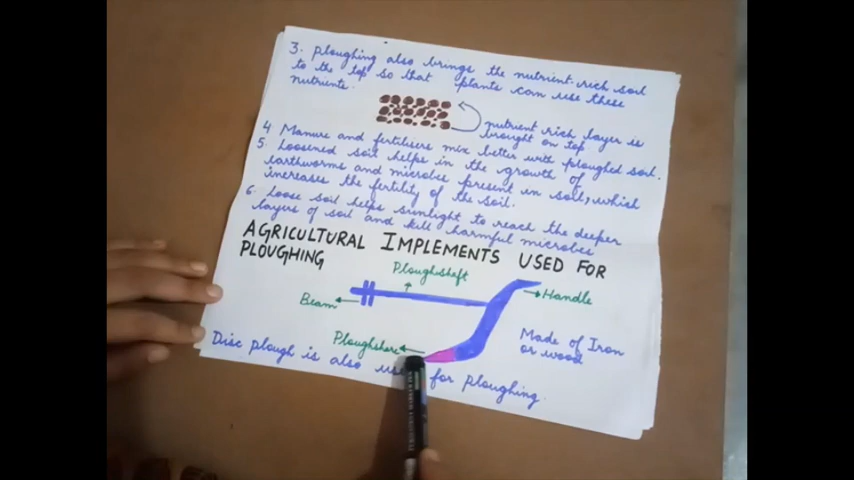 3. Ploughing also brings the nutrient rich soil
to the top so that plants can use these
nutrients.
nutrient rich layer is
brought on top.
4 Manure and fertilisers mix better with ploughed soil.
5. Loosened soil helps in the growth of
earthworms and microbe present in soil, which
increases the fertility of the soil.
6. Loose soil helps sunlight to reach the deeper
layers of soil and kill harmful microbes
AGRICULTURAL IMPLEMENTS USED FOR
PLOUGHING
Ploughshaft
Beam
Handle
Ploughshare
Made of Iron
or wood
Disc plough is also for ploughing.